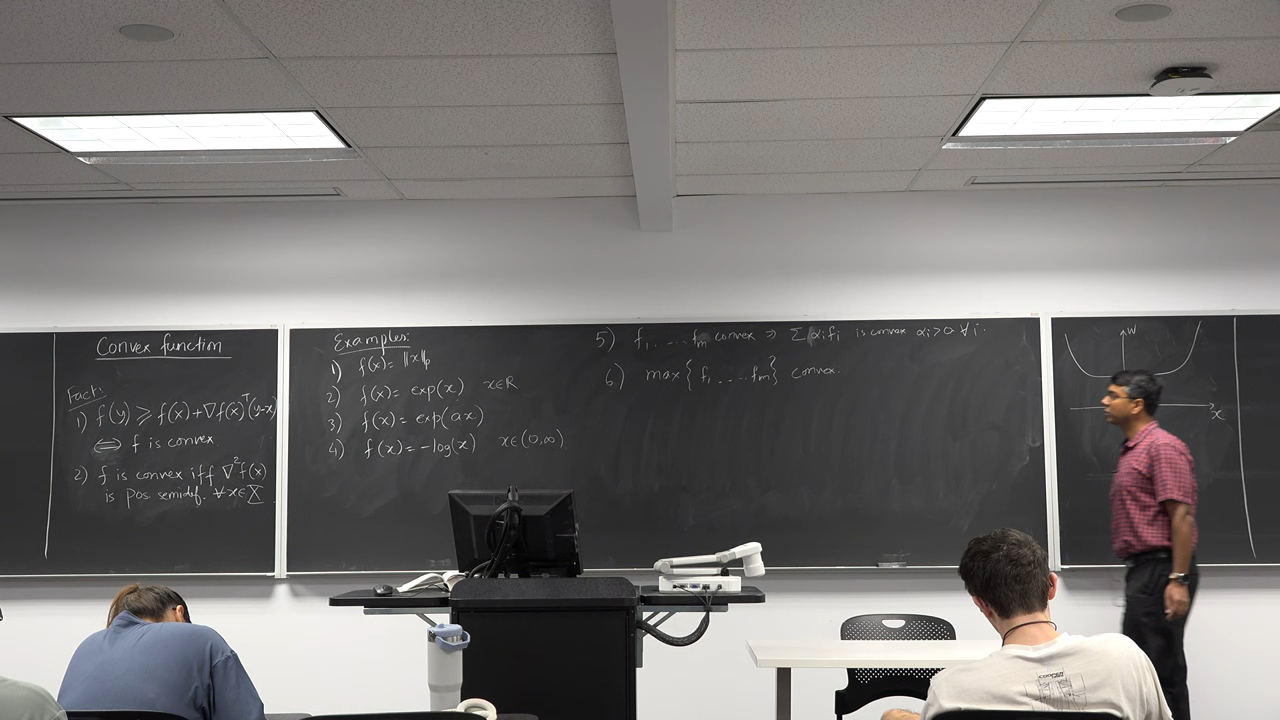 Convex function
Fact:
1) f(y) ⩾ f(x) + ∇f(x)ᵀ(y-x)
⇔ f is convex
2) f is convex iff ∇²f(x)
is pos. semidef. ∀ x ∈ X
Examples:
1) f(x) = ||x||ₚ
2) f(x) = exp(x) x∈R
3) f(x) = exp(ax)
4) f(x) = -log(x) x∈(0,∞)
5) f₁, ... fₘ convex ⇒ ∑ αᵢfᵢ is convex αᵢ>0 ∀i.
6) max{f₁, ... fₘ} convex.
w
x
COOPER